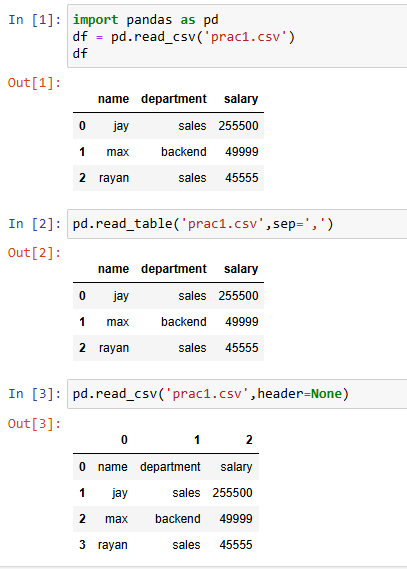 In [1]: import pandas as pd
df = pd.read_csv('prac1.csv')
df
Out[1]:
name department salary
0 jay sales 255500
1 max backend 49999
2 rayan sales 45555
In [2]: pd.read_table('prac1.csv',sep=',')
Out[2]:
name department salary
0 jay sales 255500
1 max backend 49999
2 rayan sales 45555
In [3]: pd.read_csv('prac1.csv',header=None)
Out[3]:
0 1 2
0 name department salary
1 jay sales 255500
2 max backend 49999
3 rayan sales 45555